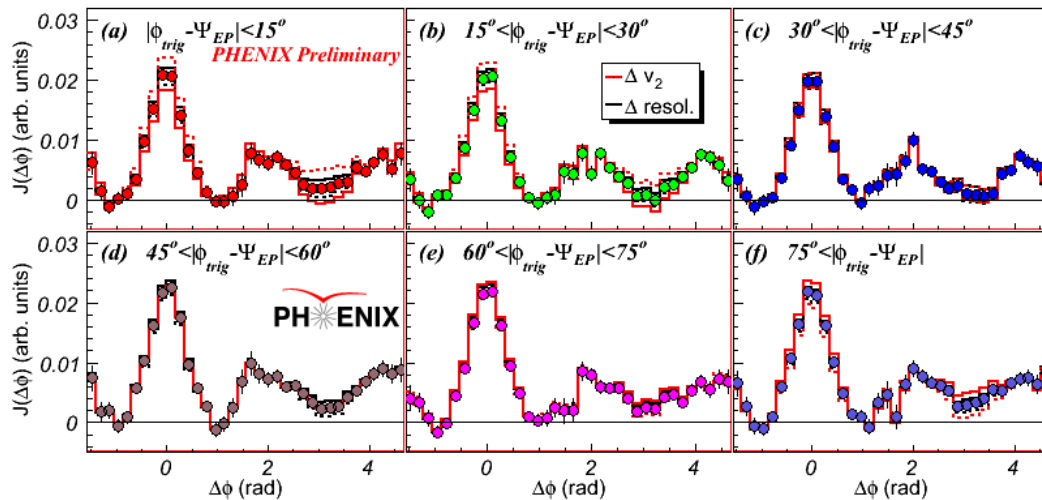 (a) |ϕtrig-ΨEP|<15°
PHENIX Preliminary
(b) 15°<|ϕtrig-ΨEP|<30°
Δ v2
Δ resol.
(c) 30°<|ϕtrig-ΨEP|<45°
J(Δϕ) (arb. units)
0.03
0.02
0.01
0
(d) 45°<|ϕtrig-ΨEP|<60°
PHENIX
(e) 60°<|ϕtrig-ΨEP|<75°
(f) 75°<|ϕtrig-ΨEP|
J(Δϕ) (arb. units)
0.03
0.02
0.01
0
0 2 4
0 2 4
0 2 4
Δϕ (rad)
Δϕ (rad)
Δϕ (rad)